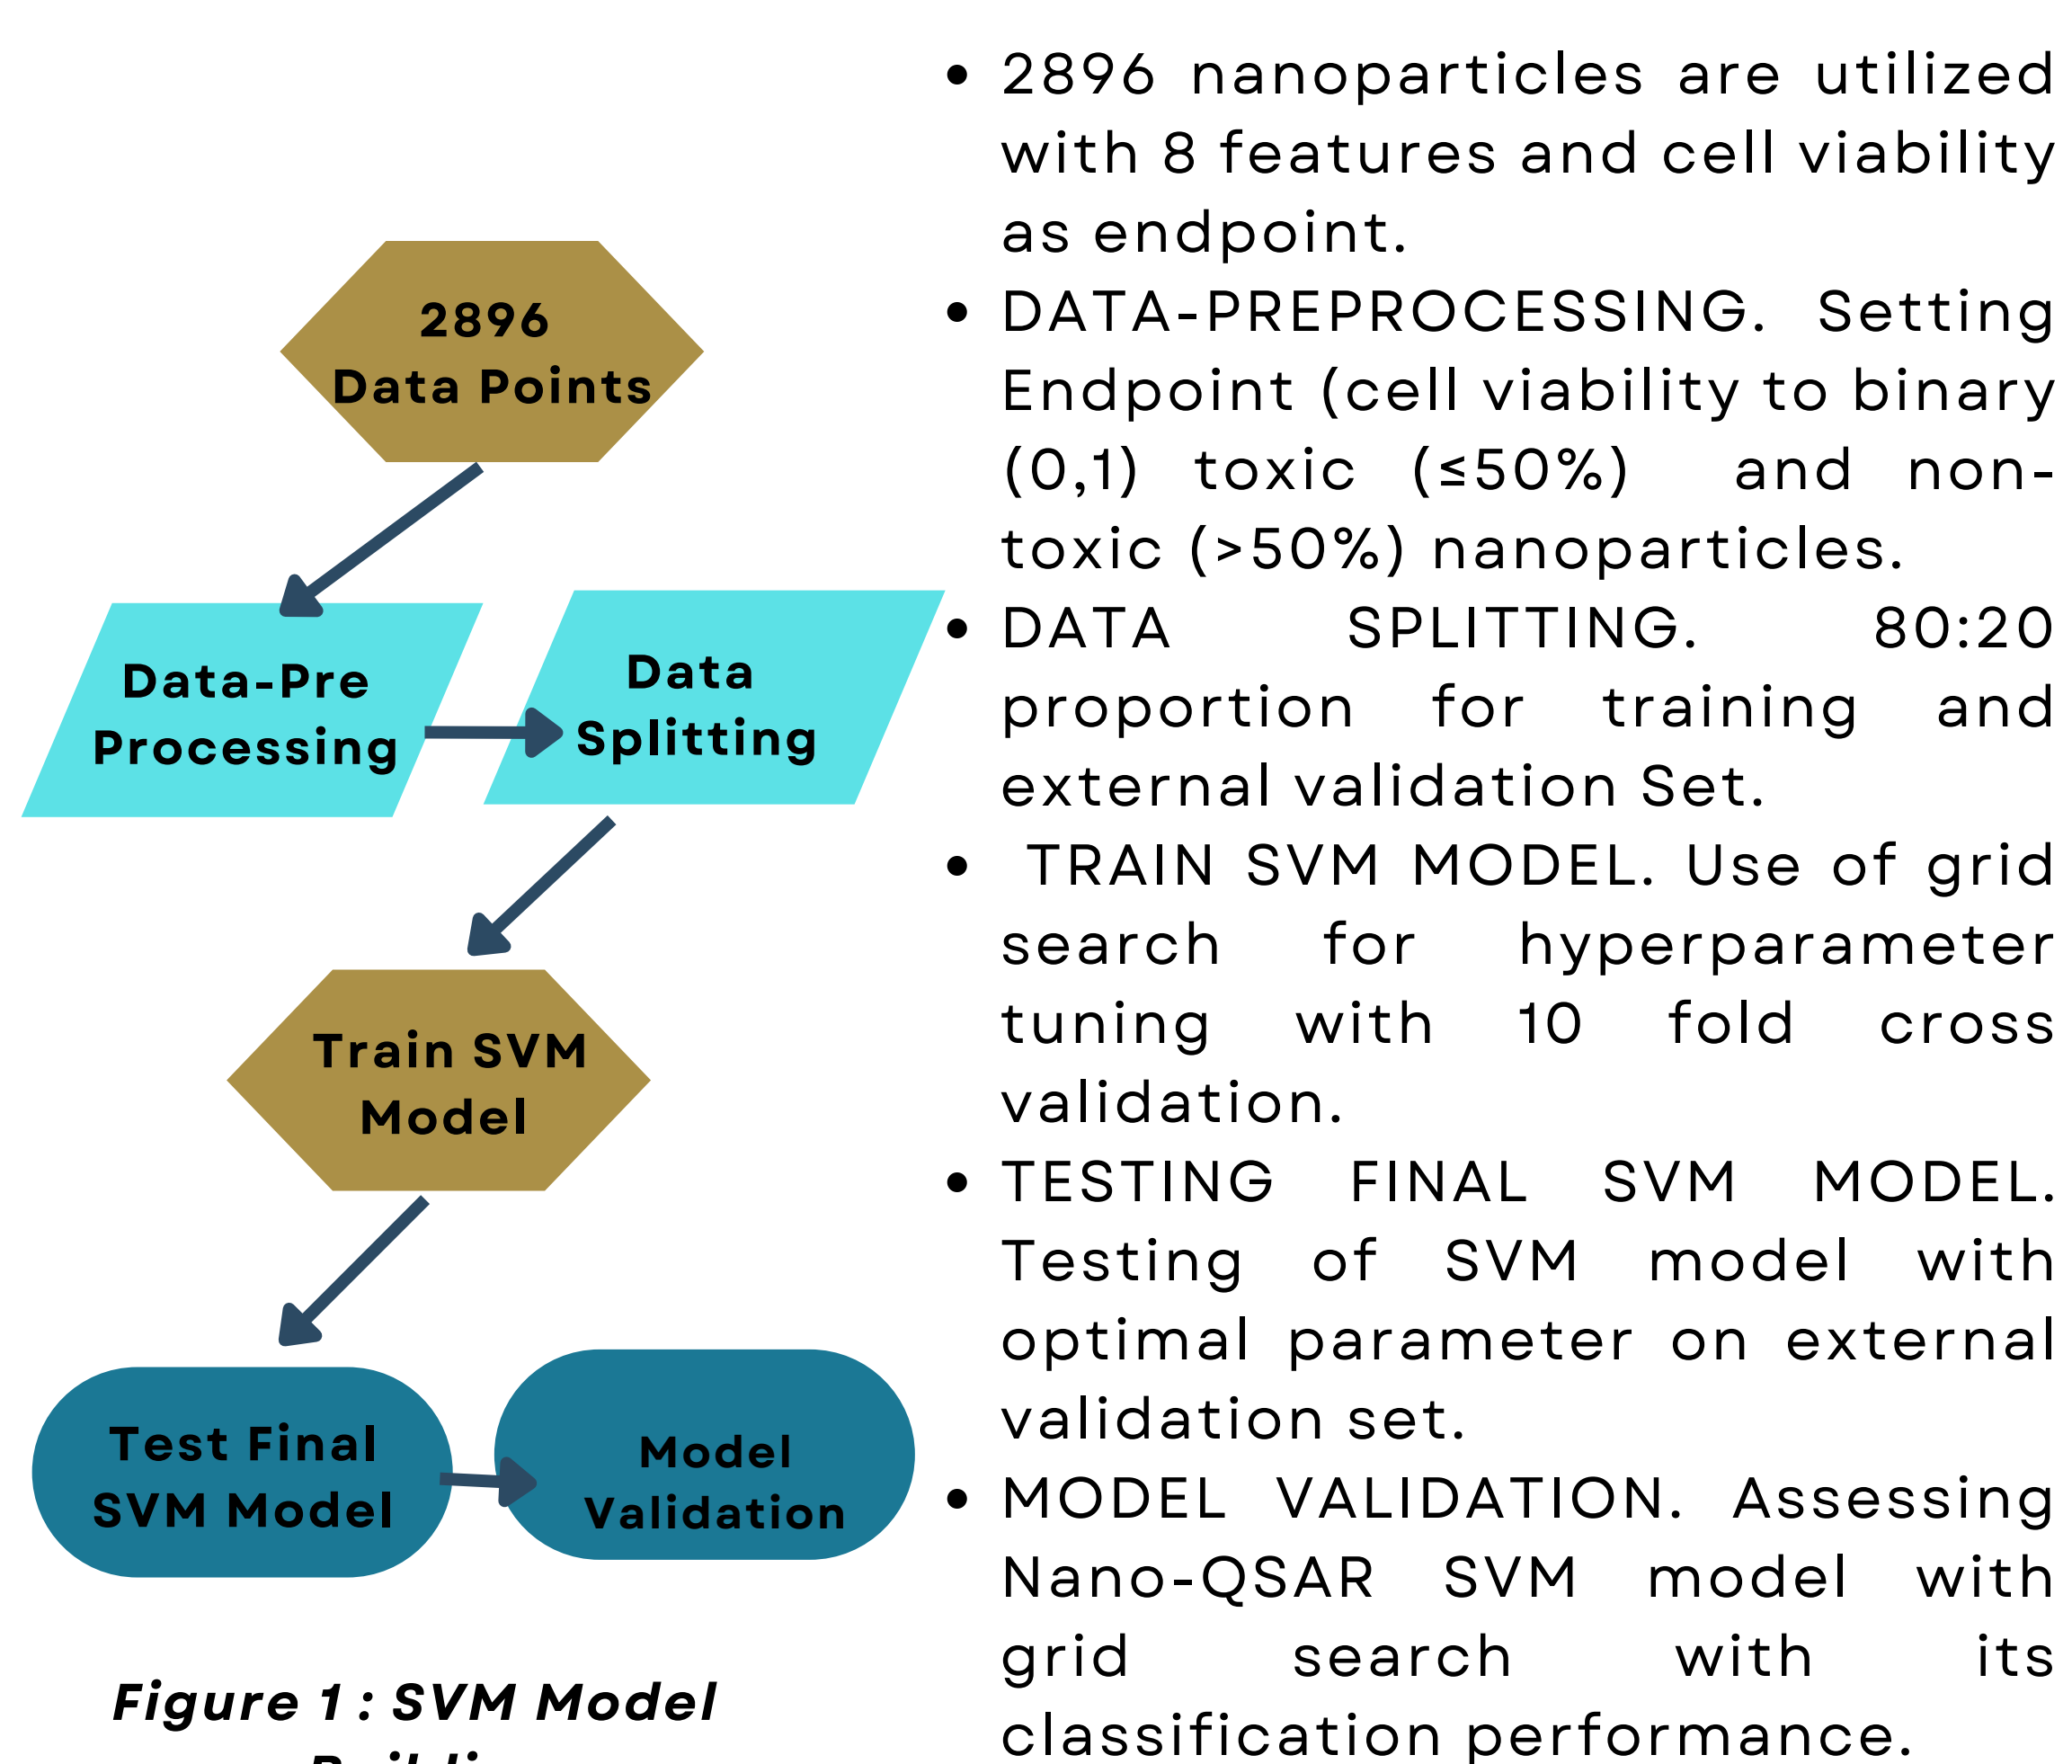 2896
Data Points
Data-Pre
Processing
Data
Splitting
Train SVM
Model
Test Final
SVM Model
Model
Validation
Figure 1 : SVM Model
• 2896 nanoparticles are utilized
with 8 features and cell viability
as endpoint.
• DATA-PREPROCESSING. Setting
Endpoint (cell viability to binary
(0,1) toxic (≤50%) and non-
toxic (>50%) nanoparticles.
• DATA SPLITTING. 80:20
proportion for training and
external validation Set.
• TRAIN SVM MODEL. Use of grid
search for hyperparameter
tuning with 10 fold cross
validation.
• TESTING FINAL SVM MODEL.
Testing of SVM model with
optimal parameter on external
validation set.
• MODEL VALIDATION. Assessing
Nano-QSAR SVM model with
grid search with its
classification performance.